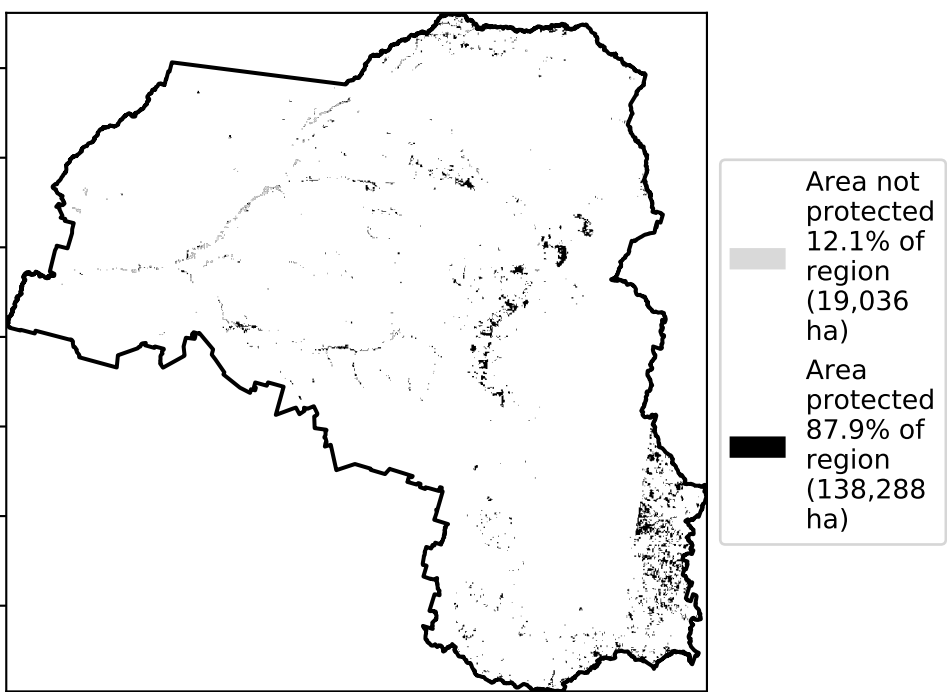 Area not
protected
12.1% of
region
(19,036
ha)
Area
protected
87.9% of
region
(138,288
ha)